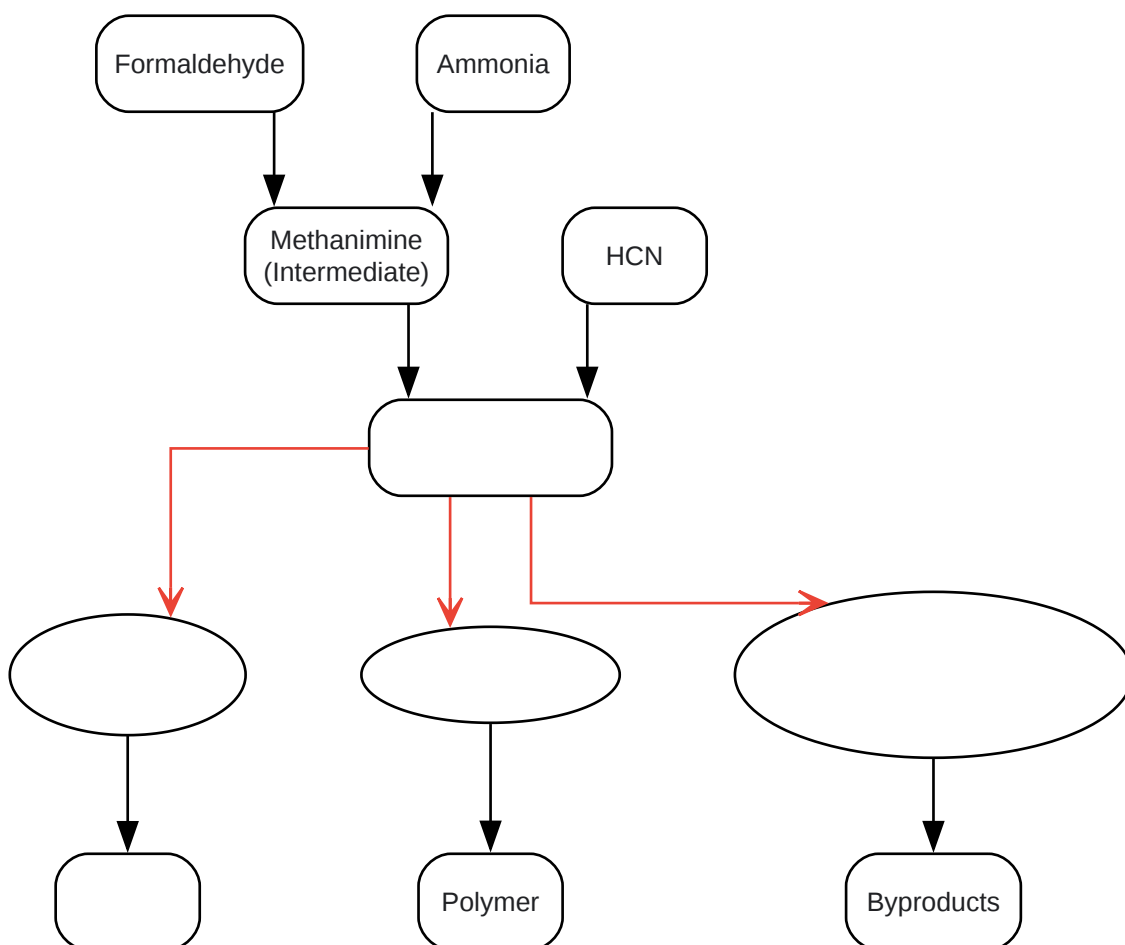 Formaldehyde
Ammonia
Methanimine
(Intermediate)
HCN
Polymer
Byproducts